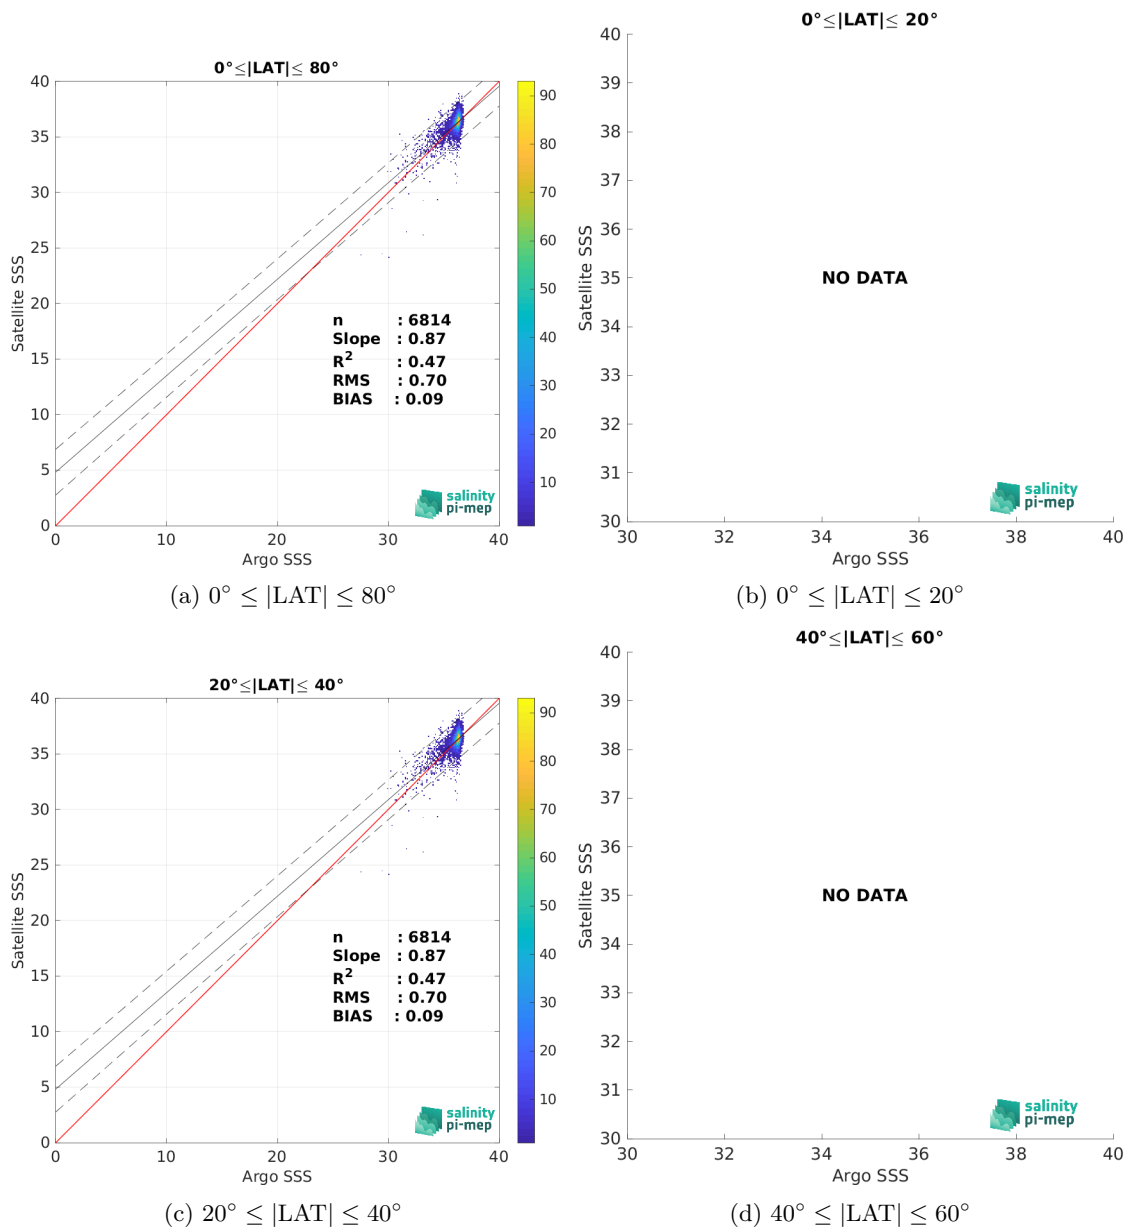 0°≤|LAT|≤ 80°
40
35
30
25
20
15
10
5
0
0
10
20
30
40
Satellite SSS
Argo SSS
n : 6814
Slope : 0.87
R² : 0.47
RMS : 0.70
BIAS : 0.09
salinity
pi-mep
90
80
70
60
50
40
30
20
10
(a) 0° ≤ |LAT| ≤ 80°
0°≤|LAT|≤ 20°
40
39
38
37
36
35
34
33
32
31
30
30
32
34
36
38
40
Satellite SSS
Argo SSS
NO DATA
salinity
pi-mep
(b) 0° ≤ |LAT| ≤ 20°
20°≤|LAT|≤ 40°
40
35
30
25
20
15
10
5
0
0
10
20
30
40
Satellite SSS
Argo SSS
n : 6814
Slope : 0.87
R² : 0.47
RMS : 0.70
BIAS : 0.09
salinity
pi-mep
90
80
70
60
50
40
30
20
10
(c) 20° ≤ |LAT| ≤ 40°
40°≤|LAT|≤ 60°
40
39
38
37
36
35
34
33
32
31
30
30
32
34
36
38
40
Satellite SSS
Argo SSS
NO DATA
salinity
pi-mep
(d) 40° ≤ |LAT| ≤ 60°